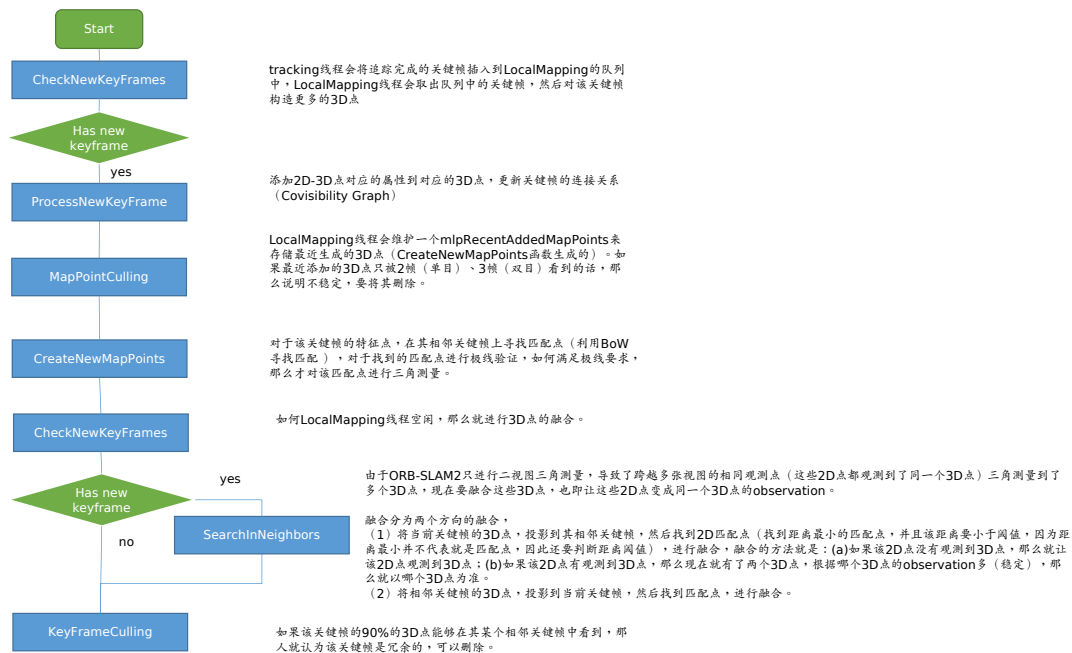 Start
CheckNewKeyFrames
tracking线程会将追踪完成的关键帧插入到LocalMapping的队列
中，LocalMapping线程会取出队列中的关键帧，然后对该关键帧
构造更多的3D点
Has new
keyframe
yes
ProcessNewKeyFrame
添加2D-3D点对应的属性到对应的3D点，更新关键帧的连接关系
（Covisibility Graph）
MapPointCulling
LocalMapping线程会维护一个mlpRecentAddedMapPoints来
存储最近生成的3D点（CreateNewMapPoints函数生成的）。如
果最近添加的3D点只被2帧（单目）、3帧（双目）看到的话，那
么说明不稳定，要将其删除。
CreateNewMapPoints
对于该关键帧的特征点，在其相邻关键帧上寻找匹配点（利用BoW
寻找匹配 ），对于找到的匹配点进行极线验证，如何满足极线要求，
那么才对该匹配点进行三角测量。
CheckNewKeyFrames
如何LocalMapping线程空闲，那么就进行3D点的融合。
Has new
keyframe
yes
no
SearchInNeighbors
由于ORB-SLAM2只进行二视图三角测量，导致了跨越多张视图的相同观测点（这些2D点都观测到了同一个3D点）三角测量到了
多个3D点，现在要融合这些3D点，也即让这些2D点变成同一个3D点的observation。
融合分为两个方向的融合，
（1）将当前关键帧的3D点，投影到其相邻关键帧，然后找到2D匹配点（找到距离最小的匹配点，并且该距离要小于阈值，因为距
离最小并不代表就是匹配点，因此还要判断距离阈值），进行融合，融合的方法就是：(a)如果该2D点没有观测到3D点，那么就让
该2D点观测到3D点；(b)如果该2D点有观测到3D点，那么现在就有了两个3D点，根据哪个3D点的observation多（稳定），那
么就以哪个3D点为准。
（2）将相邻关键帧的3D点，投影到当前关键帧，然后找到匹配点，进行融合。
KeyFrameCulling
如果该关键帧的90%的3D点能够在其某个相邻关键帧中看到，那
人就认为该关键帧是冗余的，可以删除。